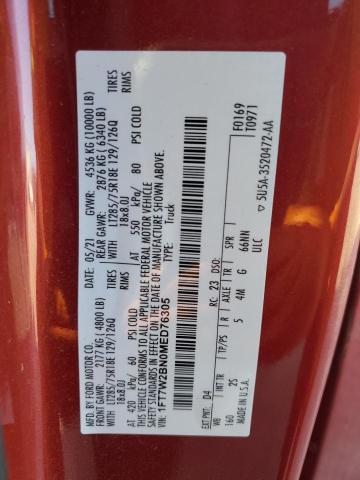 MFD. BY FORD MOTOR CO.
05/21 GVWR: 4536 KG (10000 LB)
FRONT GAWR: 2177 KG ( 4800 LB) REAR GAWR: 2876 KG ( 6340 LB)
WITH LT285/75R18E 129/126Q TIRES LT285/75R18E 129/126Q TIRES
18x8.0J RIMS 18x8.0J RIMS
AT 420 kPa/ 60 PSI COLD AT 550 kPa/ 80 PSI COLD
THIS VEHICLE CONFORMS TO ALL APPLICABLE FEDERAL MOTOR VEHICLE
SAFETY STANDARDS IN EFFECT ON THE DATE OF MANUFACTURE SHOWN ABOVE.
VIN: 1FT7W2BN0MED76305
TYPE: Truck
F0169
T0971
EXT PNT: D4 RC: 23 DSO:
WB TP/PS R AXLE TR SPR
160 2S 5 4M G 66NN
ULC
MADE IN U.S.A. 5U5A-3520472-AA